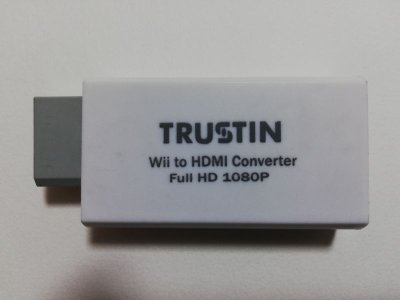 TRUSTIN
Wii to HDMI Converter
Full HD 1080P